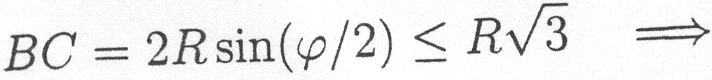 BC = 2R sin(φ/2) ≤ R√3 ⟹